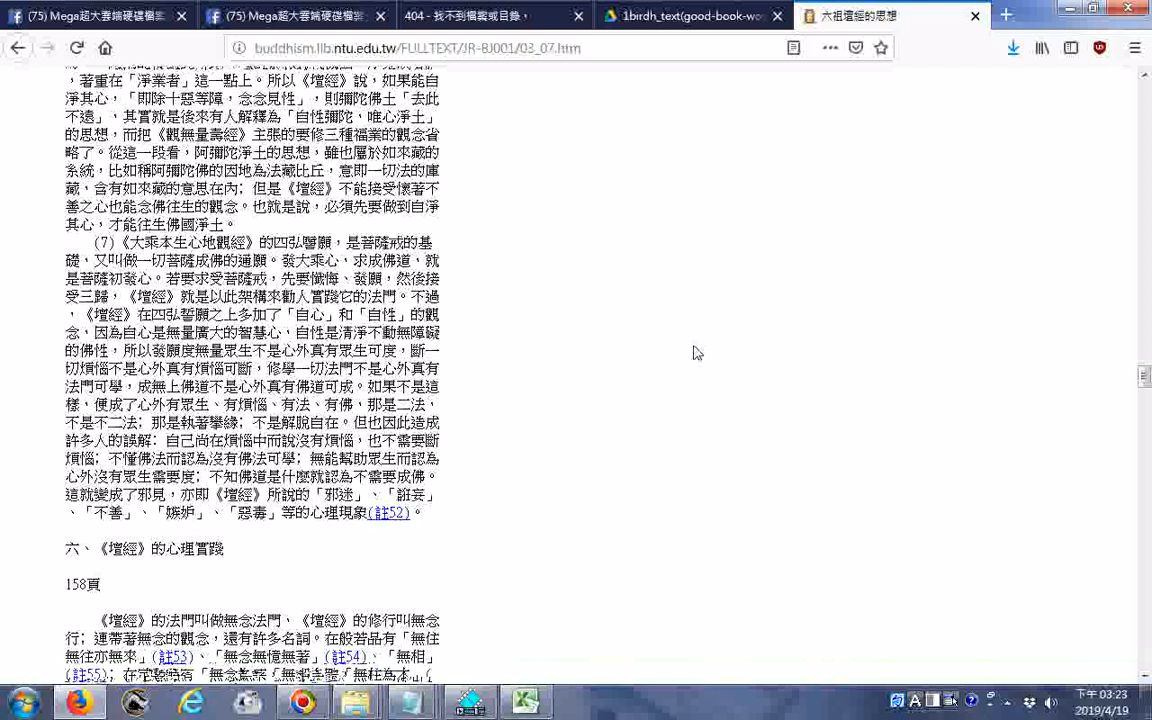 (75) Mega超大雲端硬碟檔案
(75) Mega超大雲端硬碟檔案
404 - 找不到檔案或目錄。
1birdh_text(good-book-wo
六祖壇經的思想
buddhism.lib.ntu.edu.tw/FULLTEXT/JR-BJ001/03_07.htm
，著重在「淨業者」這一點上。所以《壇經》說，如果能自
淨其心，「即除十惡等障，念念見性」，則彌陀佛土「去此
不遠」、其實就是後來有人解釋為「自性彌陀，唯心淨土」
的思想，而把《觀無量壽經》主張的要修三種福業的觀念省
略了。從這一段看，阿彌陀淨土的思想，雖也屬於如來藏的
系統，比如稱阿彌陀佛的因地為法藏比丘，意即一切法的庫
藏，含有如來藏的意思在內；但是《壇經》不能接受懷著不
善之心也能念佛往生的觀念。也就是說，必須先要做到自淨
其心，才能往生佛國淨土。
(7)《大乘本生心地觀經》的四弘誓願，是菩薩戒的基
礎，又叫做一切菩薩成佛的通願。發大乘心，求成佛道，就
是菩薩初發心。若要求受菩薩戒，先要懺悔、發願，然後接
受三歸，《壇經》就是以此架構來勸人實踐它的法門。不過
，《壇經》在四弘誓願之上多加了「自心」和「自性」的觀
念，因為自心是無量廣大的智慧心，自性是清淨不動無障礙
的佛性，所以發願度無量眾生不是心外真有眾生可度，斷一
切煩惱不是心外真有煩惱可斷，修學一切法門不是心外真有
法門可學，成無上佛道不是心外真有佛道可成。如果不是這
樣，便成了心外有眾生、有煩惱、有法、有佛，那是二法，
不是不二法；那是執著攀緣；不是解脫自在。但也因此造成
許多人的誤解：自己尚在煩惱中而說沒有煩惱，也不需要斷
煩惱；不懂佛法而認為沒有佛法可學；無能幫助眾生而認為
心外沒有眾生需要度；不知佛道是什麼就認為不需要成佛。
這就變成了邪見，亦即《壇經》所說的「邪迷」、「誑妄」
、「不善」、「嫉妒」、「惡毒」等的心理現象(註52)。
六、《壇經》的心理實踐
158頁
《壇經》的法門叫做無念法門、《壇經》的修行叫無念
行；連帶著無念的觀念，還有許多名詞。在般若品有「無住
無往亦無來」(註53)、「無念無憶無著」(註54)、「無相」
(註55)；在
下午 03:23
2019/4/19